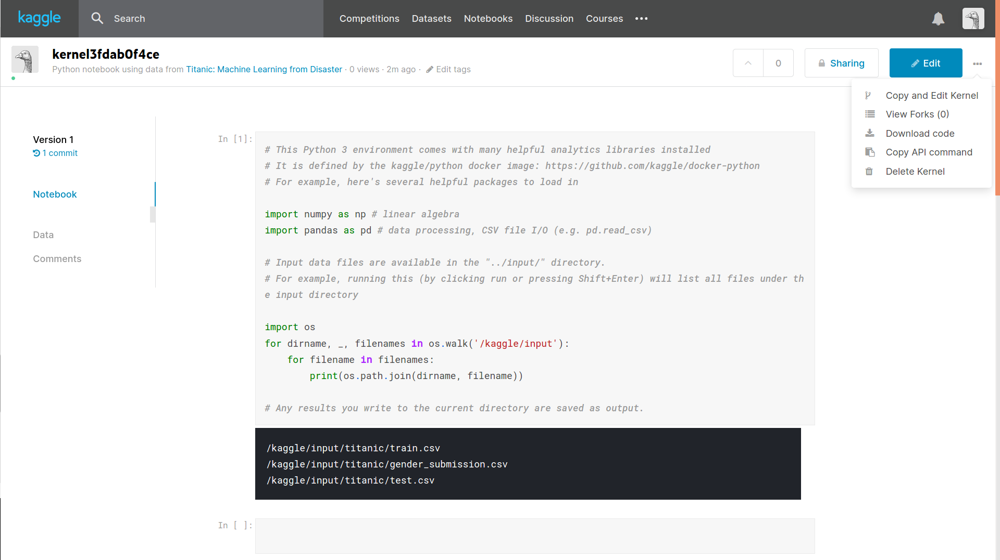 kaggle
Search
Competitions Datasets Notebooks Discussion Courses •••
kernel3fdab0f4ce
Python notebook using data from Titanic: Machine Learning from Disaster · 0 views · 2m ago · Edit tags
0
Sharing
Edit
Copy and Edit Kernel
View Forks (0)
Download code
Copy API command
Delete Kernel
Version 1
1 commit
Notebook
Data
Comments
In [1]:
# This Python 3 environment comes with many helpful analytics libraries installed
# It is defined by the kaggle/python docker image: https://github.com/kaggle/docker-python
# For example, here's several helpful packages to load in
import numpy as np # linear algebra
import pandas as pd # data processing, CSV file I/O (e.g. pd.read_csv)
# Input data files are available in the "../input/" directory.
# For example, running this (by clicking run or pressing Shift+Enter) will list all files under th
e input directory
import os
for dirname, _, filenames in os.walk('/kaggle/input'):
    for filename in filenames:
        print(os.path.join(dirname, filename))
# Any results you write to the current directory are saved as output.
/kaggle/input/titanic/train.csv
/kaggle/input/titanic/gender_submission.csv
/kaggle/input/titanic/test.csv
In [ ]: